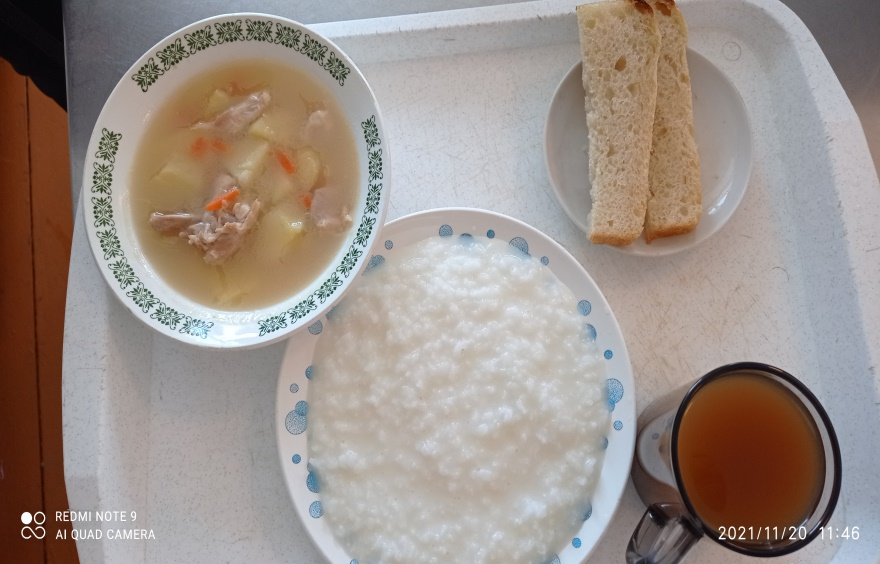 REDMI NOTE 9
AI QUAD CAMERA
2021/11/20 11:46